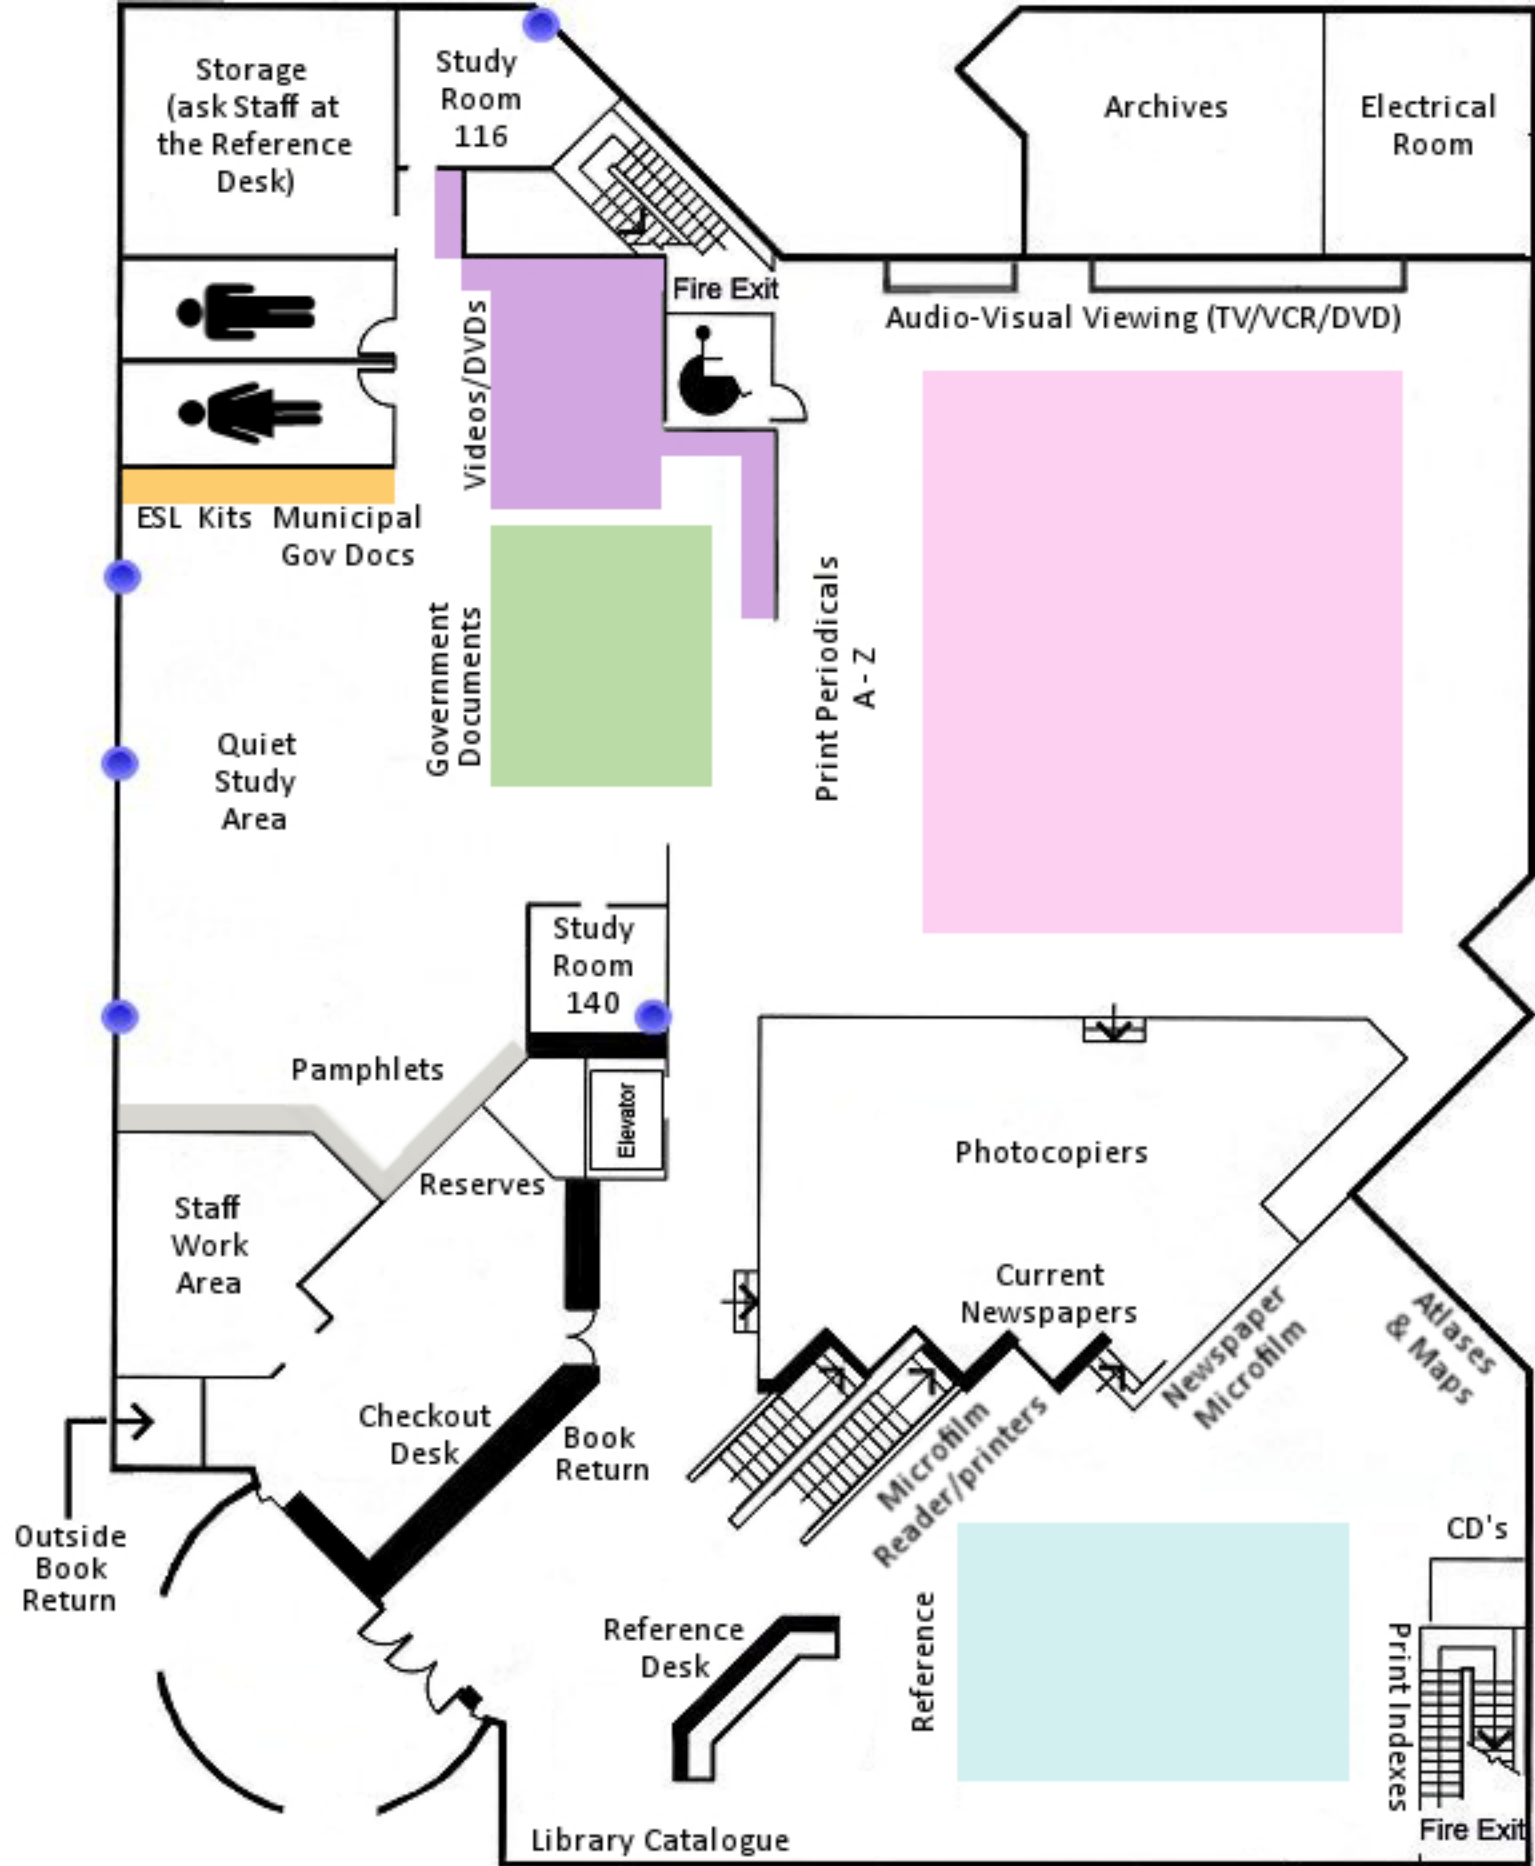 Storage
(ask Staff at
the Reference
Desk)
Study
Room
116
Archives
Electrical
Room
Fire Exit
Audio-Visual Viewing (TV/VCR/DVD)
Videos/DVDs
ESL Kits Municipal
Gov Docs
Government
Documents
Print Periodicals
A - Z
Quiet
Study
Area
Study
Room
140
Pamphlets
Elevator
Reserves
Photocopiers
Staff
Work
Area
Current
Newspapers
Newspaper
Microfilm
Atlases
& Maps
Checkout
Desk
Book
Return
Microfilm
Reader/printers
Outside
Book
Return
CD's
Reference
Desk
Reference
Print Indexes
Library Catalogue
Fire Exit